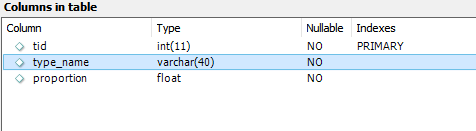 Columns in table
Column Type Nullable Indexes
tid int(11) NO PRIMARY
type_name varchar(40) NO
proportion float NO